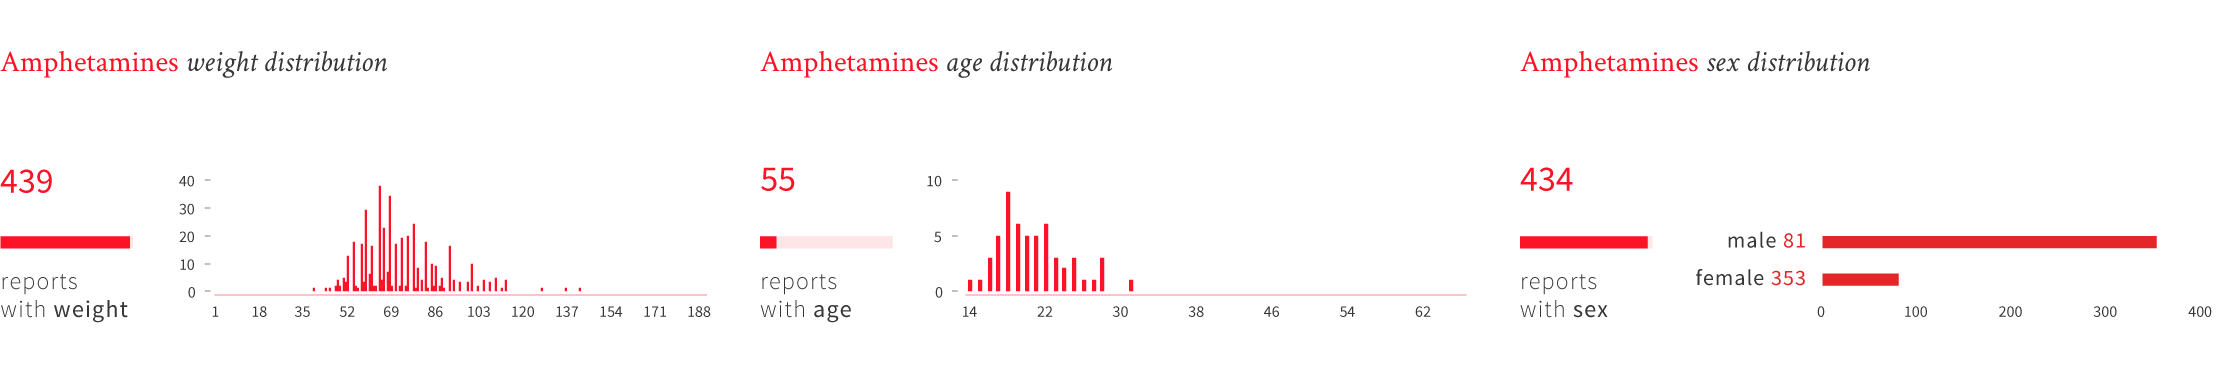 Amphetamines weight distribution
439
reports
with weight
40
30
20
10
0
1 18 35 52 69 86 103 120 137 154 171 188
Amphetamines age distribution
55
reports
with age
10
5
0
14 22 30 38 46 54 62
Amphetamines sex distribution
434
reports
with sex
male 81
female 353
0 100 200 300 400